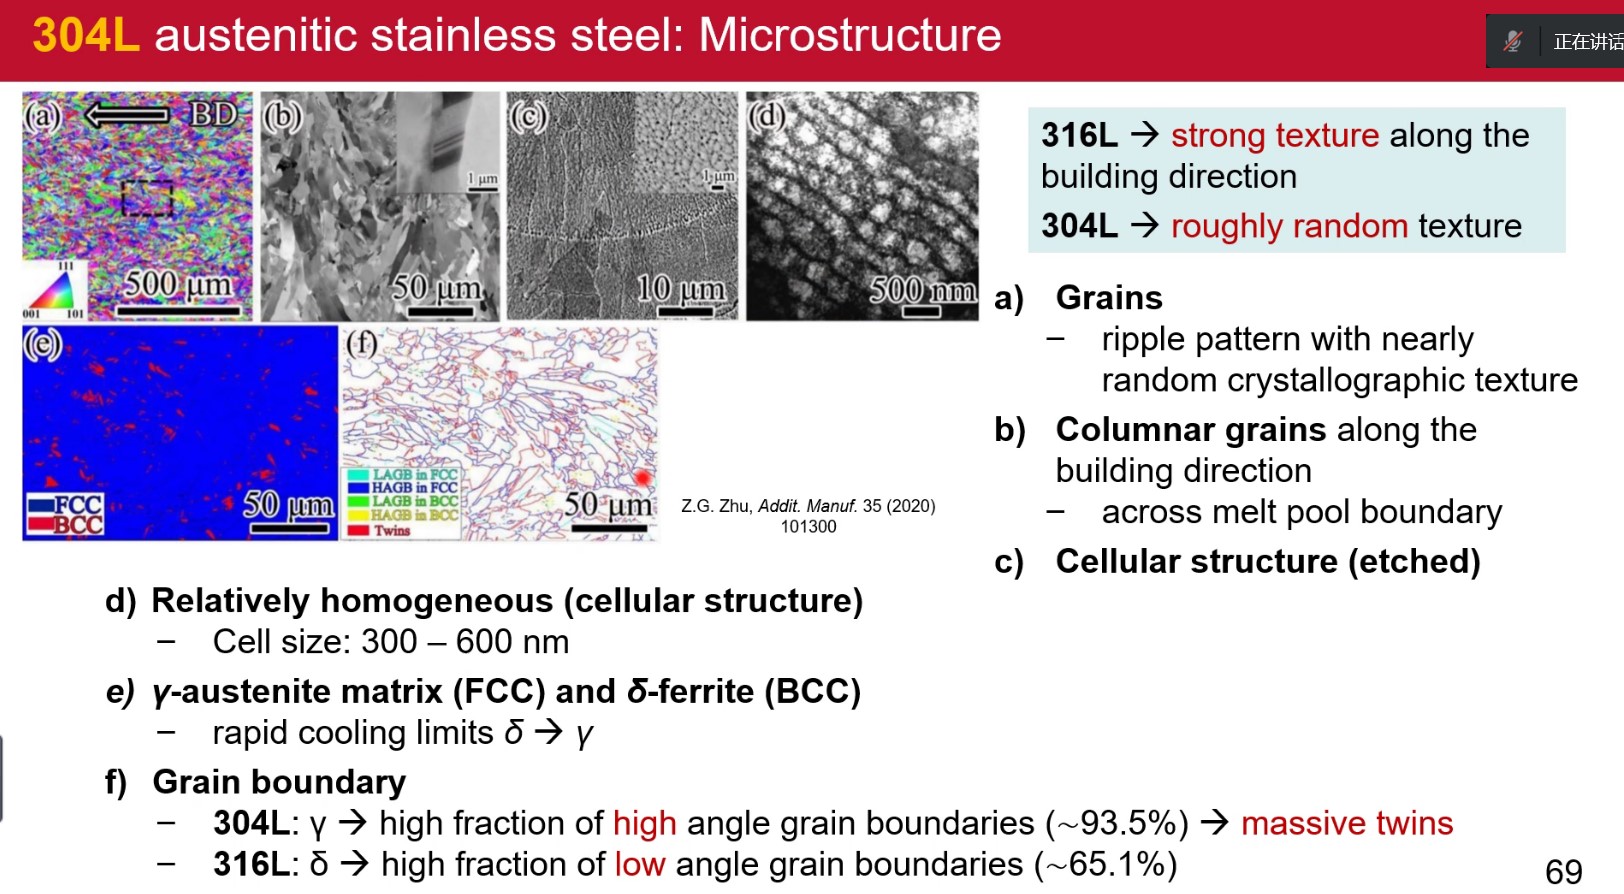 304L austenitic stainless steel: Microstructure
正在讲话
(a)
BD
500 μm
111
001
101
(b)
1 μm
50 μm
(c)
1 μm
10 μm
(d)
500 nm
(e)
FCC
BCC
50 μm
(f)
LAGB in FCC
HAGB in FCC
LAGB in BCC
HAGB in BCC
Twins
50 μm
Z.G. Zhu, Addit. Manuf. 35 (2020)
101300
316L → strong texture along the
building direction
304L → roughly random texture
a) Grains
– ripple pattern with nearly
random crystallographic texture
b) Columnar grains along the
building direction
– across melt pool boundary
c) Cellular structure (etched)
d) Relatively homogeneous (cellular structure)
– Cell size: 300 – 600 nm
e) γ-austenite matrix (FCC) and δ-ferrite (BCC)
– rapid cooling limits δ → γ
f) Grain boundary
– 304L: γ → high fraction of high angle grain boundaries (~93.5%) → massive twins
– 316L: δ → high fraction of low angle grain boundaries (~65.1%)
69